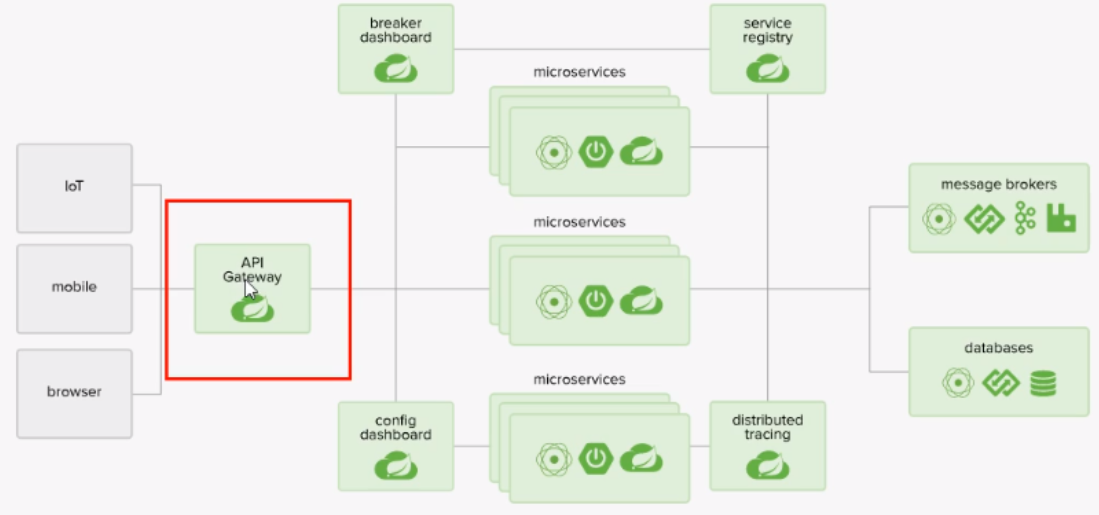 breaker
dashboard
service
registry
microservices
IoT
mobile
browser
API
Gateway
microservices
message brokers
databases
microservices
config
dashboard
distributed
tracing